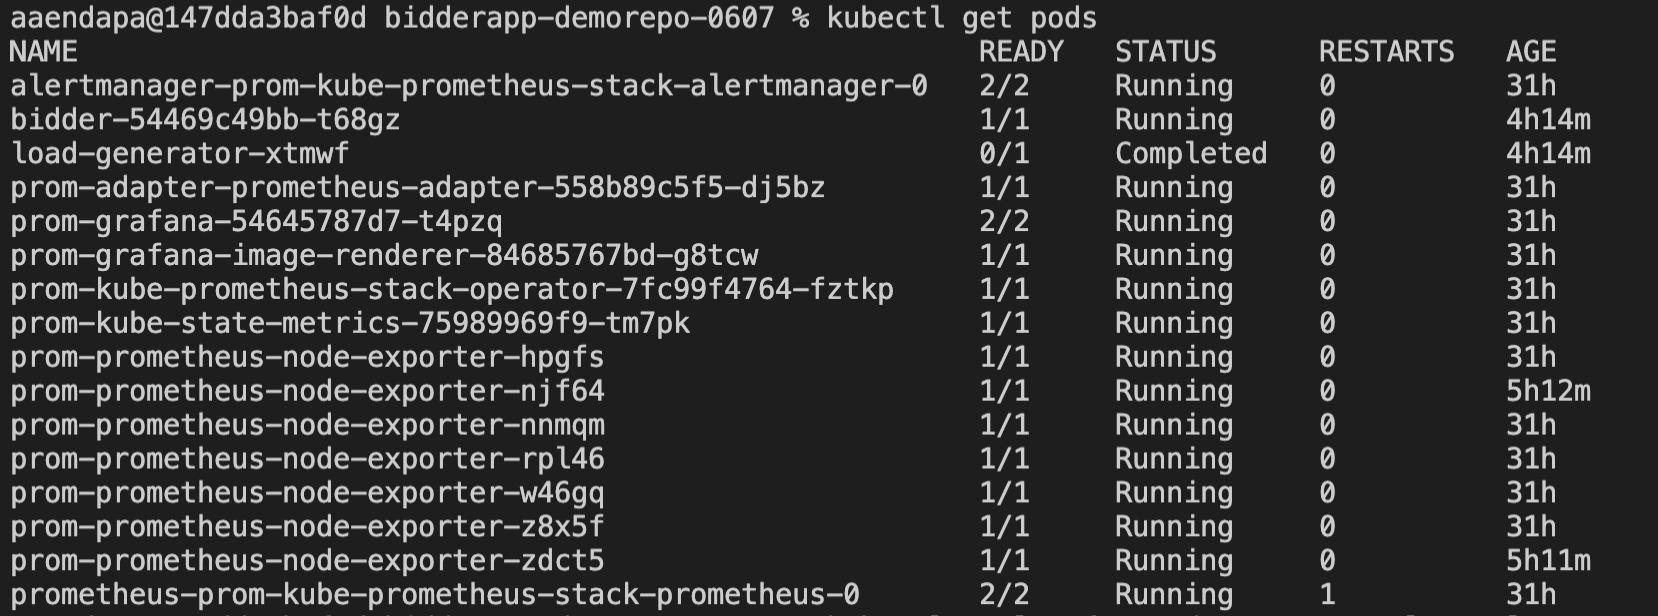 aaendapa@147dda3baf0d bidderapp-demorepo-0607 % kubectl get pods
NAME READY STATUS RESTARTS AGE
alertmanager-prom-kube-prometheus-stack-alertmanager-0 2/2 Running 0 31h
bidder-54469c49bb-t68gz 1/1 Running 0 4h14m
load-generator-xtmwf 0/1 Completed 0 4h14m
prom-adapter-prometheus-adapter-558b89c5f5-dj5bz 1/1 Running 0 31h
prom-grafana-54645787d7-t4pzq 2/2 Running 0 31h
prom-grafana-image-renderer-84685767bd-g8tcw 1/1 Running 0 31h
prom-kube-prometheus-stack-operator-7fc99f4764-fztkp 1/1 Running 0 31h
prom-kube-state-metrics-75989969f9-tm7pk 1/1 Running 0 31h
prom-prometheus-node-exporter-hpgfs 1/1 Running 0 31h
prom-prometheus-node-exporter-njf64 1/1 Running 0 5h12m
prom-prometheus-node-exporter-nnmqm 1/1 Running 0 31h
prom-prometheus-node-exporter-rpl46 1/1 Running 0 31h
prom-prometheus-node-exporter-w46gq 1/1 Running 0 31h
prom-prometheus-node-exporter-z8x5f 1/1 Running 0 31h
prom-prometheus-node-exporter-zdct5 1/1 Running 0 5h11m
prometheus-prom-kube-prometheus-stack-prometheus-0 2/2 Running 1 31h